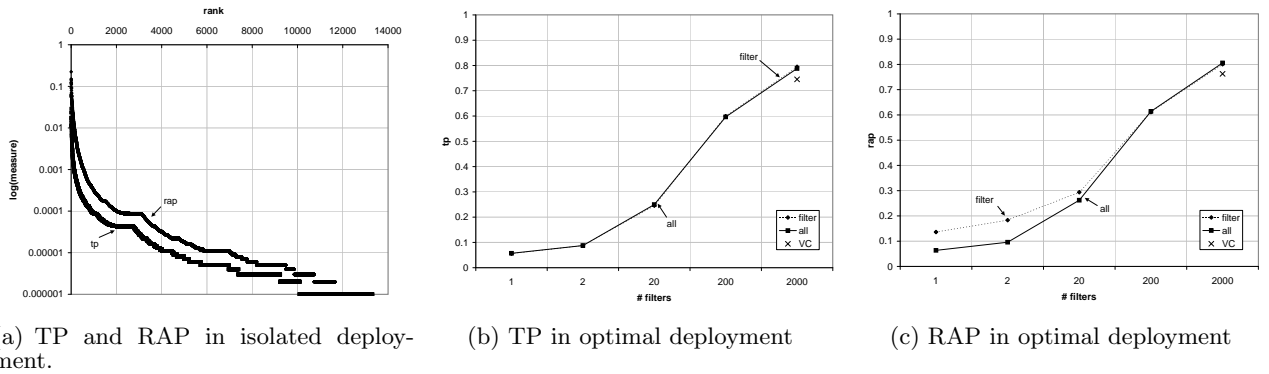 rank
0 2000 4000 6000 8000 10000 12000 14000
1
0.1
0.01
0.001
0.0001
0.00001
0.000001
log(measure)
rap
tp
1
0.9
0.8
0.7
0.6
0.5
0.4
0.3
0.2
0.1
0
tp
filter
all
filter
all
VC
1 2 20 200 2000
# filters
1
0.9
0.8
0.7
0.6
0.5
0.4
0.3
0.2
0.1
0
rap
filter
all
filter
all
VC
1 2 20 200 2000
# filters
a) TP and RAP in isolated deploy-
ment.
(b) TP in optimal deployment
(c) RAP in optimal deployment